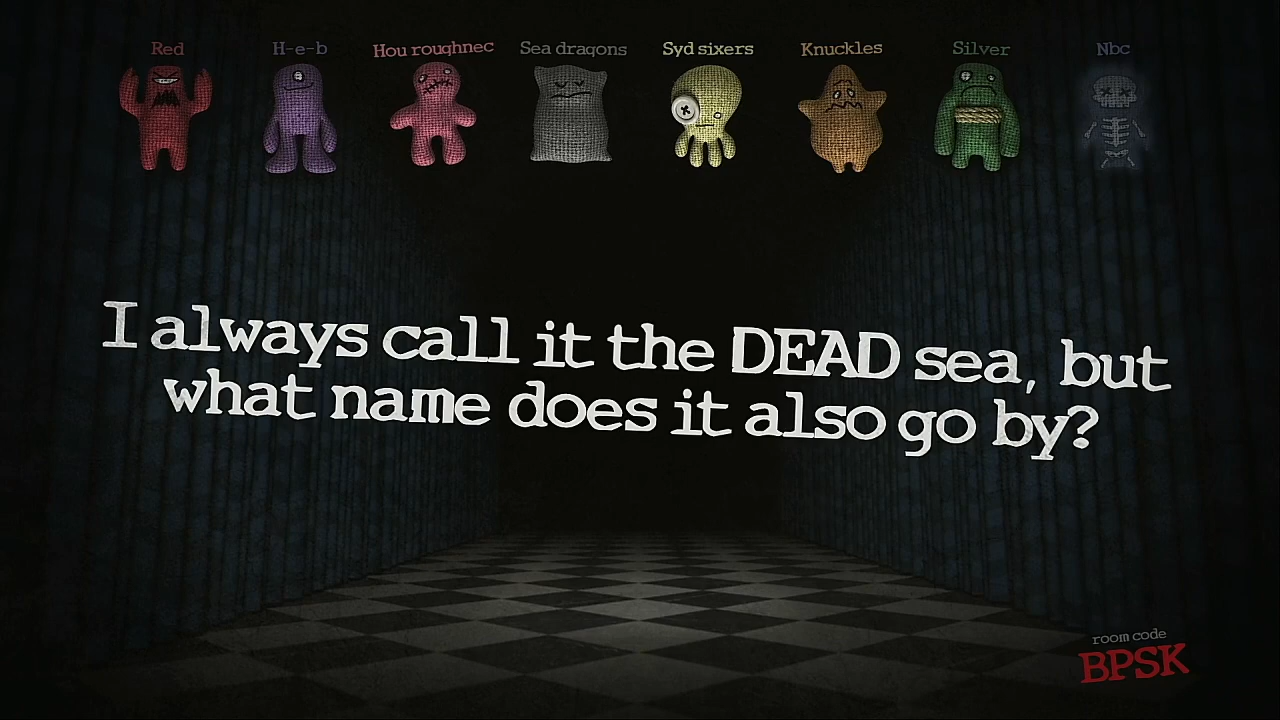 Red H-e-b Hou roughnec Sea dragons Syd sixers Knuckles Silver Nbc
I always call it the DEAD sea, but
what name does it also go by?
room code
BPSK